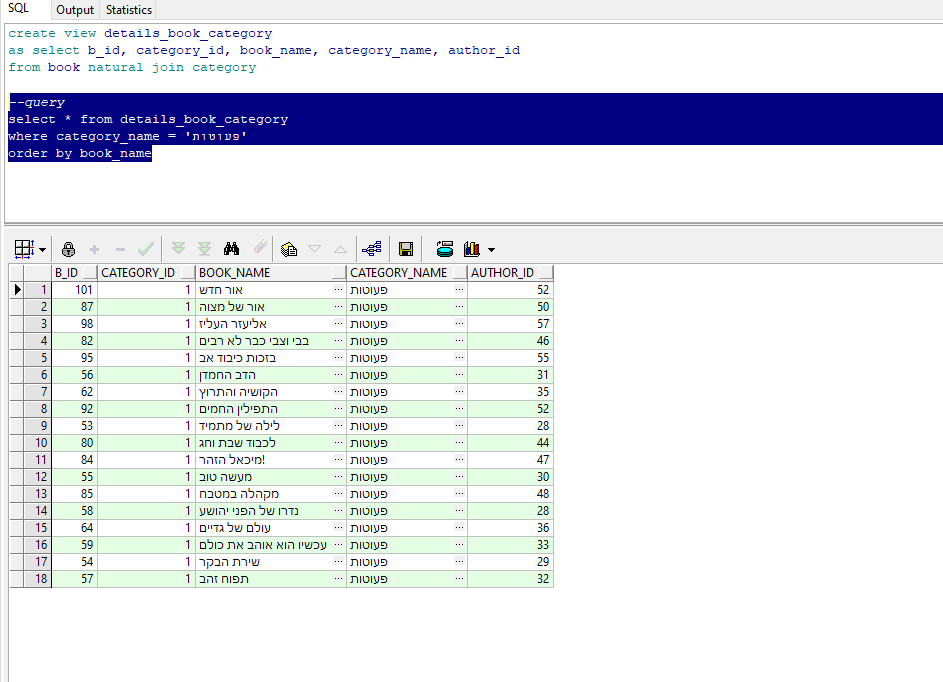 SQL Output Statistics
create view details_book_category
as select b_id, category_id, book_name, category_name, author_id
from book natural join category
--query
select * from details_book_category
where category_name = 'פעוטות'
order by book_name
B_ID CATEGORY_ID BOOK_NAME CATEGORY_NAME AUTHOR_ID
1 101 1 אור חדש ... פעוטות ... 52
2 87 1 אור של מצוה ... פעוטות ... 50
3 98 1 אליעזר העליז ... פעוטות ... 57
4 82 1 בבי וצבי כבר לא רבים ... פעוטות ... 46
5 95 1 בזכות כיבוד אב ... פעוטות ... 55
6 56 1 הדב החמדן ... פעוטות ... 31
7 62 1 הקושיה והתרוץ ... פעוטות ... 35
8 92 1 התפילין החמים ... פעוטות ... 52
9 53 1 לילה של מתמיד ... פעוטות ... 28
10 80 1 לכבוד שבת וחג ... פעוטות ... 44
11 84 1 מיכאל הזהר! ... פעוטות ... 47
12 55 1 מעשה טוב ... פעוטות ... 30
13 85 1 מקהלה במטבח ... פעוטות ... 48
14 58 1 נדרו של הפני יהושע ... פעוטות ... 28
15 64 1 עולם של גדיים ... פעוטות ... 36
16 59 1 עכשיו הוא אוהב את כולם ... פעוטות ... 33
17 54 1 שירת הבקר ... פעוטות ... 29
18 57 1 תפוח זהב ... פעוטות ... 32